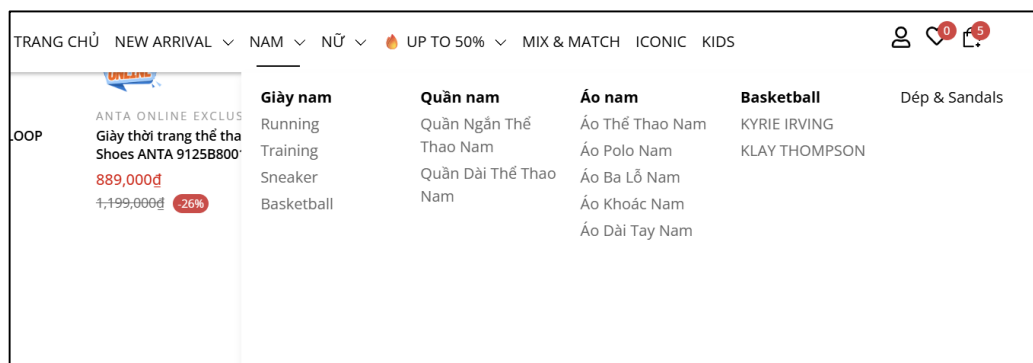 TRANG CHỦ NEW ARRIVAL NAM NỮ UP TO 50% MIX & MATCH ICONIC KIDS 0 5
ONLINE
ANTA ONLINE EXCLUS
LOOP
Giày thời trang thể tha
Shoes ANTA 9125B8001
889,000₫
1,199,000₫ -26%
Giày nam
Running
Training
Sneaker
Basketball
Quần nam
Quần Ngắn Thể
Thao Nam
Quần Dài Thể Thao
Nam
Áo nam
Áo Thể Thao Nam
Áo Polo Nam
Áo Ba Lỗ Nam
Áo Khoác Nam
Áo Dài Tay Nam
Basketball
KYRIE IRVING
KLAY THOMPSON
Dép & Sandals